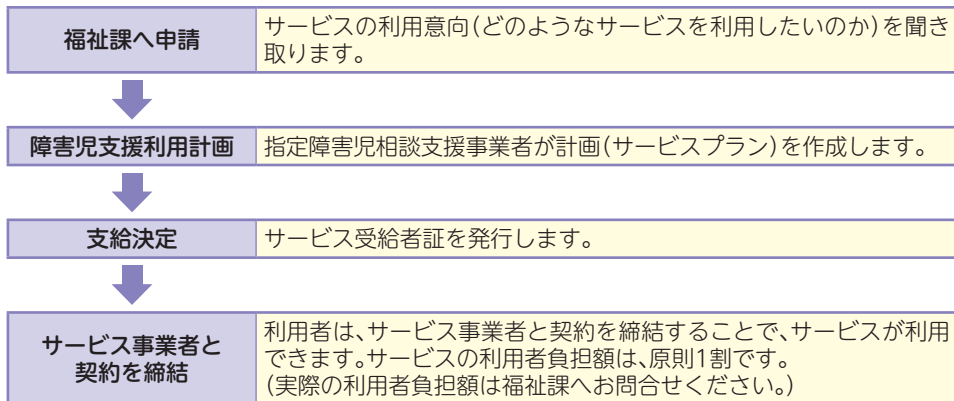 福祉課へ申請
サービスの利用意向(どのようなサービスを利用したいのか)を聞き
取ります。
障害児支援利用計画
指定障害児相談支援事業者が計画(サービスプラン)を作成します。
支給決定
サービス受給者証を発行します。
サービス事業者と
契約を締結
利用者は、サービス事業者と契約を締結することで、サービスが利用
できます。サービスの利用者負担額は、原則1割です。
(実際の利用者負担額は福祉課へお問合せください。)